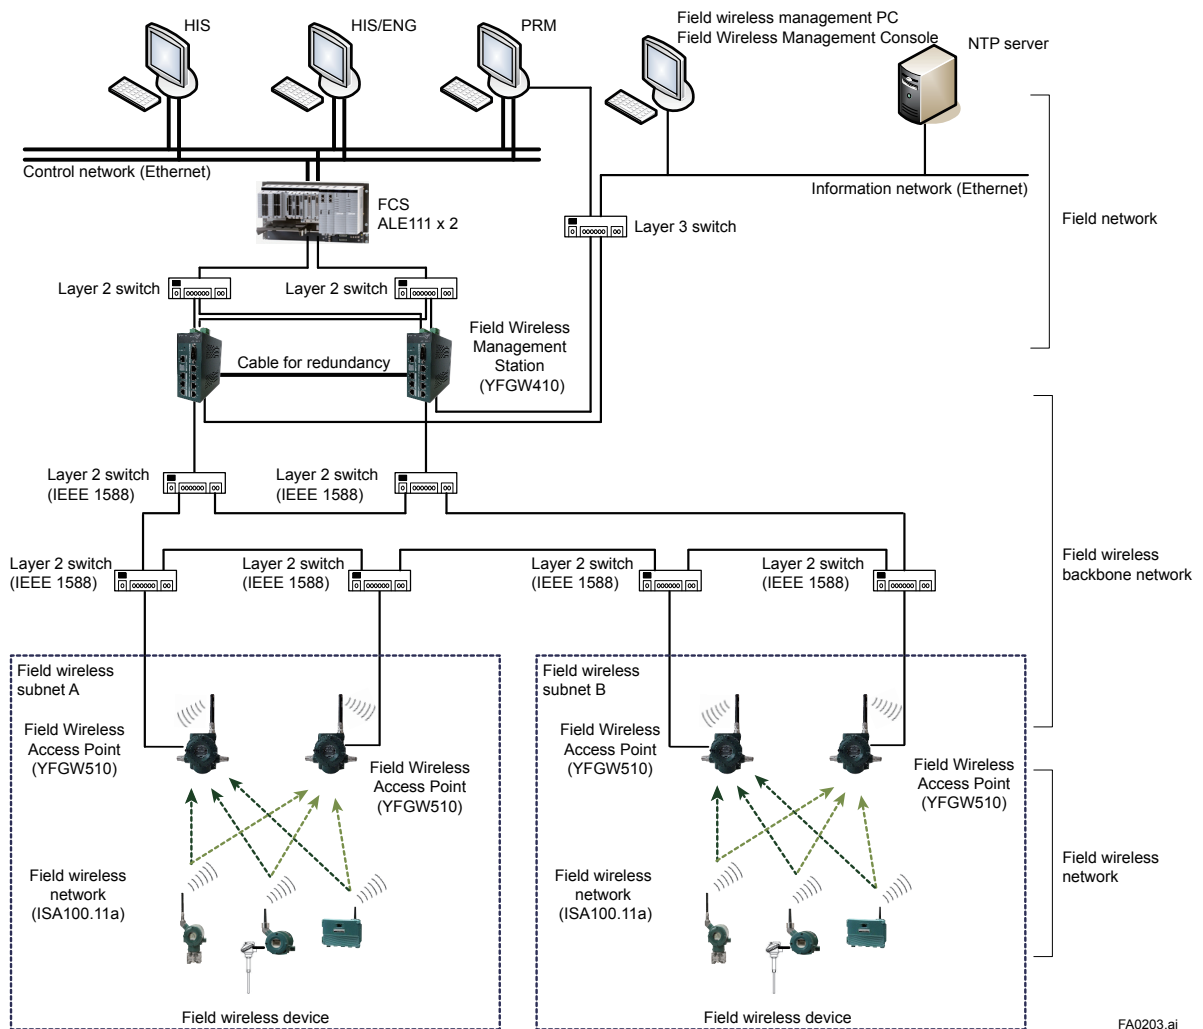 HIS
HIS/ENG
PRM
Field wireless management PC
Field Wireless Management Console
NTP server
Control network (Ethernet)
Information network (Ethernet)
FCS
ALE111 x 2
Layer 3 switch
Field network
Layer 2 switch
Layer 2 switch
Cable for redundancy
Field Wireless
Management
Station
(YFGW410)
Layer 2 switch
(IEEE 1588)
Layer 2 switch
(IEEE 1588)
Layer 2 switch
(IEEE 1588)
Layer 2 switch
(IEEE 1588)
Layer 2 switch
(IEEE 1588)
Layer 2 switch
(IEEE 1588)
Field wireless
backbone network
Field wireless
subnet A
Field Wireless
Access Point
(YFGW510)
Field Wireless
Access Point
(YFGW510)
Field wireless
network
(ISA100.11a)
Field wireless device
Field wireless
subnet B
Field Wireless
Access Point
(YFGW510)
Field Wireless
Access Point
(YFGW510)
Field wireless
network
(ISA100.11a)
Field wireless device
Field wireless
network
FA0203.ai